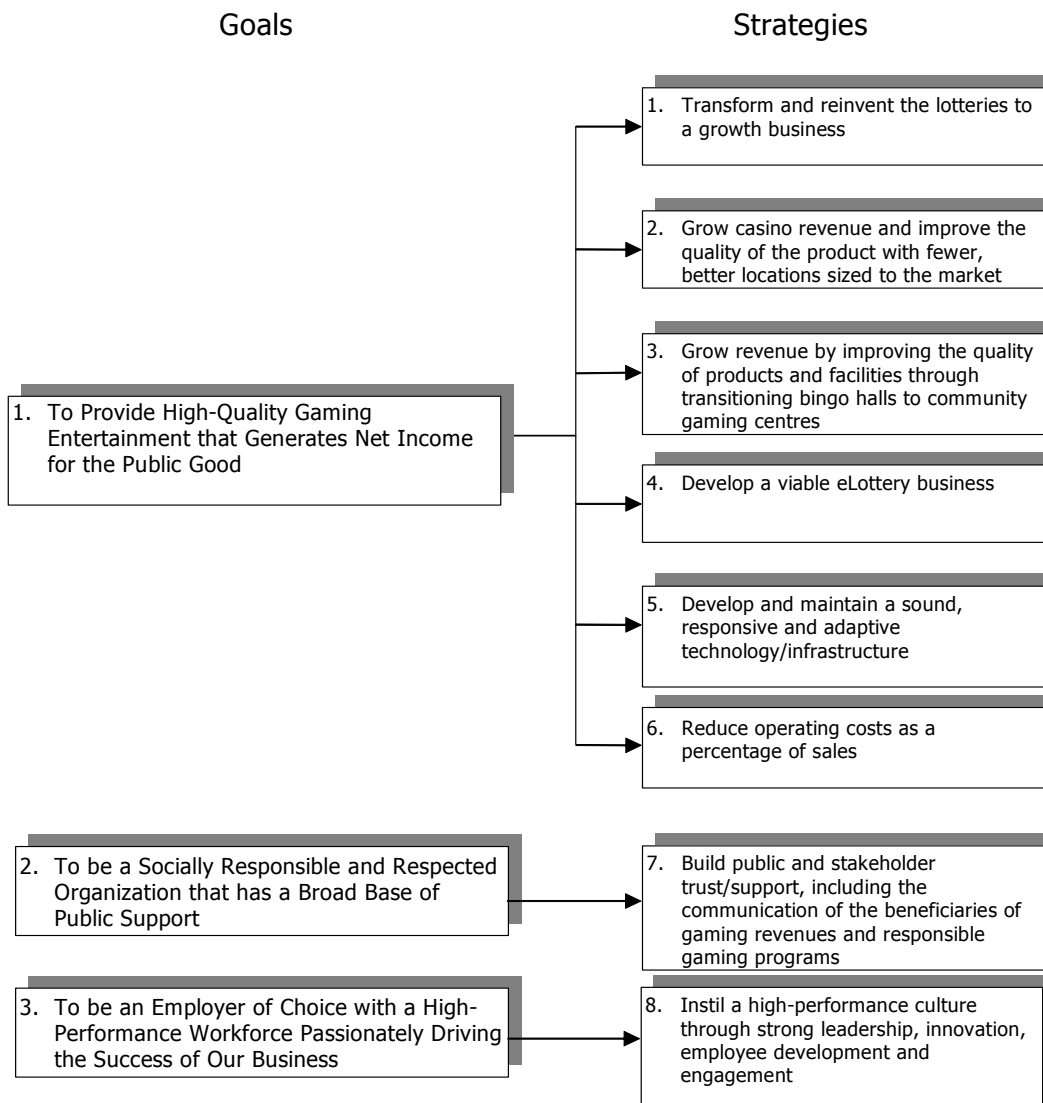 Goals
Strategies
1. Transform and reinvent the lotteries to
a growth business
2. Grow casino revenue and improve the
quality of the product with fewer,
better locations sized to the market
3. Grow revenue by improving the quality
of products and facilities through
transitioning bingo halls to community
gaming centres
1. To Provide High-Quality Gaming
Entertainment that Generates Net Income
for the Public Good
4. Develop a viable eLottery business
5. Develop and maintain a sound,
responsive and adaptive
technology/infrastructure
6. Reduce operating costs as a
percentage of sales
2. To be a Socially Responsible and Respected
Organization that has a Broad Base of
Public Support
7. Build public and stakeholder
trust/support, including the
communication of the beneficiaries of
gaming revenues and responsible
gaming programs
3. To be an Employer of Choice with a High-
Performance Workforce Passionately Driving
the Success of Our Business
8. Instil a high-performance culture
through strong leadership, innovation,
employee development and
engagement